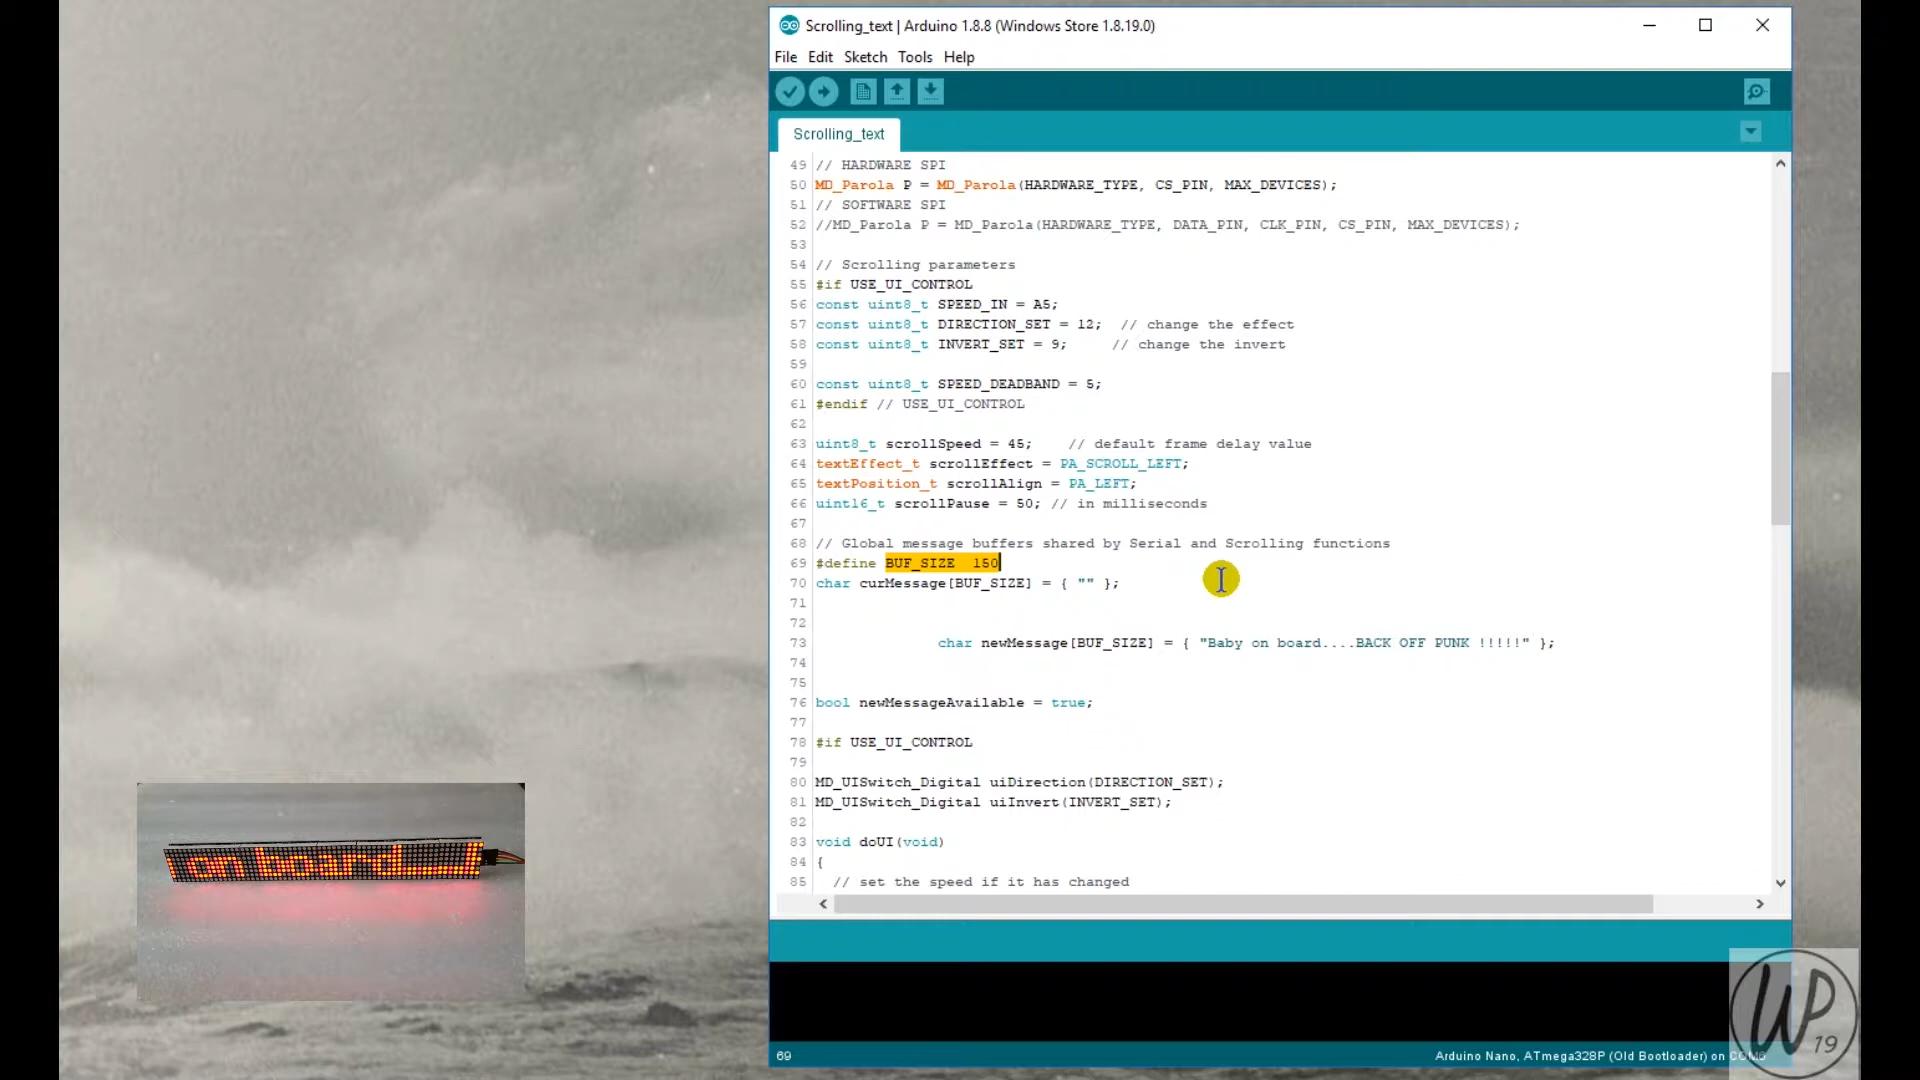 Scrolling_text | Arduino 1.8.8 (Windows Store 1.8.19.0)
File Edit Sketch Tools Help
Scrolling_text
49 // HARDWARE SPI
50 MD_Parola P = MD_Parola(HARDWARE_TYPE, CS_PIN, MAX_DEVICES);
51 // SOFTWARE SPI
52 //MD_Parola P = MD_Parola(HARDWARE_TYPE, DATA_PIN, CLK_PIN, CS_PIN, MAX_DEVICES);
53
54 // Scrolling parameters
55 #if USE_UI_CONTROL
56 const uint8_t SPEED_IN = A5;
57 const uint8_t DIRECTION_SET = 12;  // change the effect
58 const uint8_t INVERT_SET = 9;     // change the invert
59
60 const uint8_t SPEED_DEADBAND = 5;
61 #endif // USE_UI_CONTROL
62
63 uint8_t scrollSpeed = 45;    // default frame delay value
64 textEffect_t scrollEffect = PA_SCROLL_LEFT;
65 textPosition_t scrollAlign = PA_LEFT;
66 uint16_t scrollPause = 50; // in milliseconds
67
68 // Global message buffers shared by Serial and Scrolling functions
69 #define BUF_SIZE  150
70 char curMessage[BUF_SIZE] = { "" };
71
72
73 char newMessage[BUF_SIZE] = { "Baby on board....BACK OFF PUNK !!!!!" };
74
75
76 bool newMessageAvailable = true;
77
78 #if USE_UI_CONTROL
79
80 MD_UISwitch_Digital uiDirection(DIRECTION_SET);
81 MD_UISwitch_Digital uiInvert(INVERT_SET);
82
83 void doUI(void)
84 {
85   // set the speed if it has changed
on board...
69
Arduino Nano, ATmega328P (Old Bootloader) on COM6
WP
19